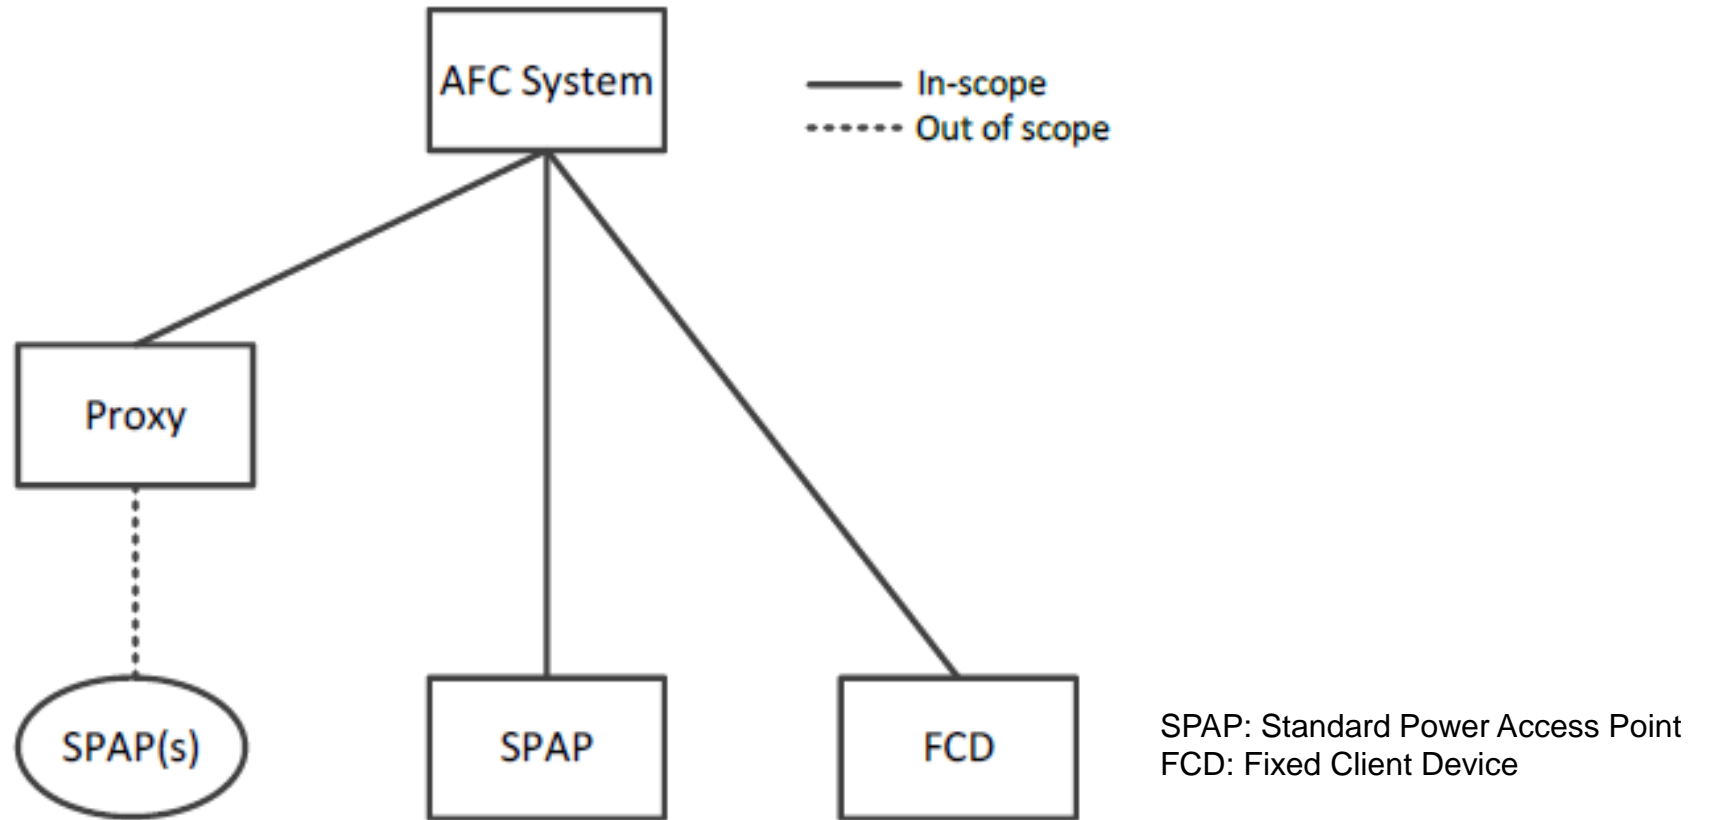 AFC System
In-scope
Out of scope
Proxy
SPAP(s)
SPAP
FCD
SPAP: Standard Power Access Point
FCD: Fixed Client Device